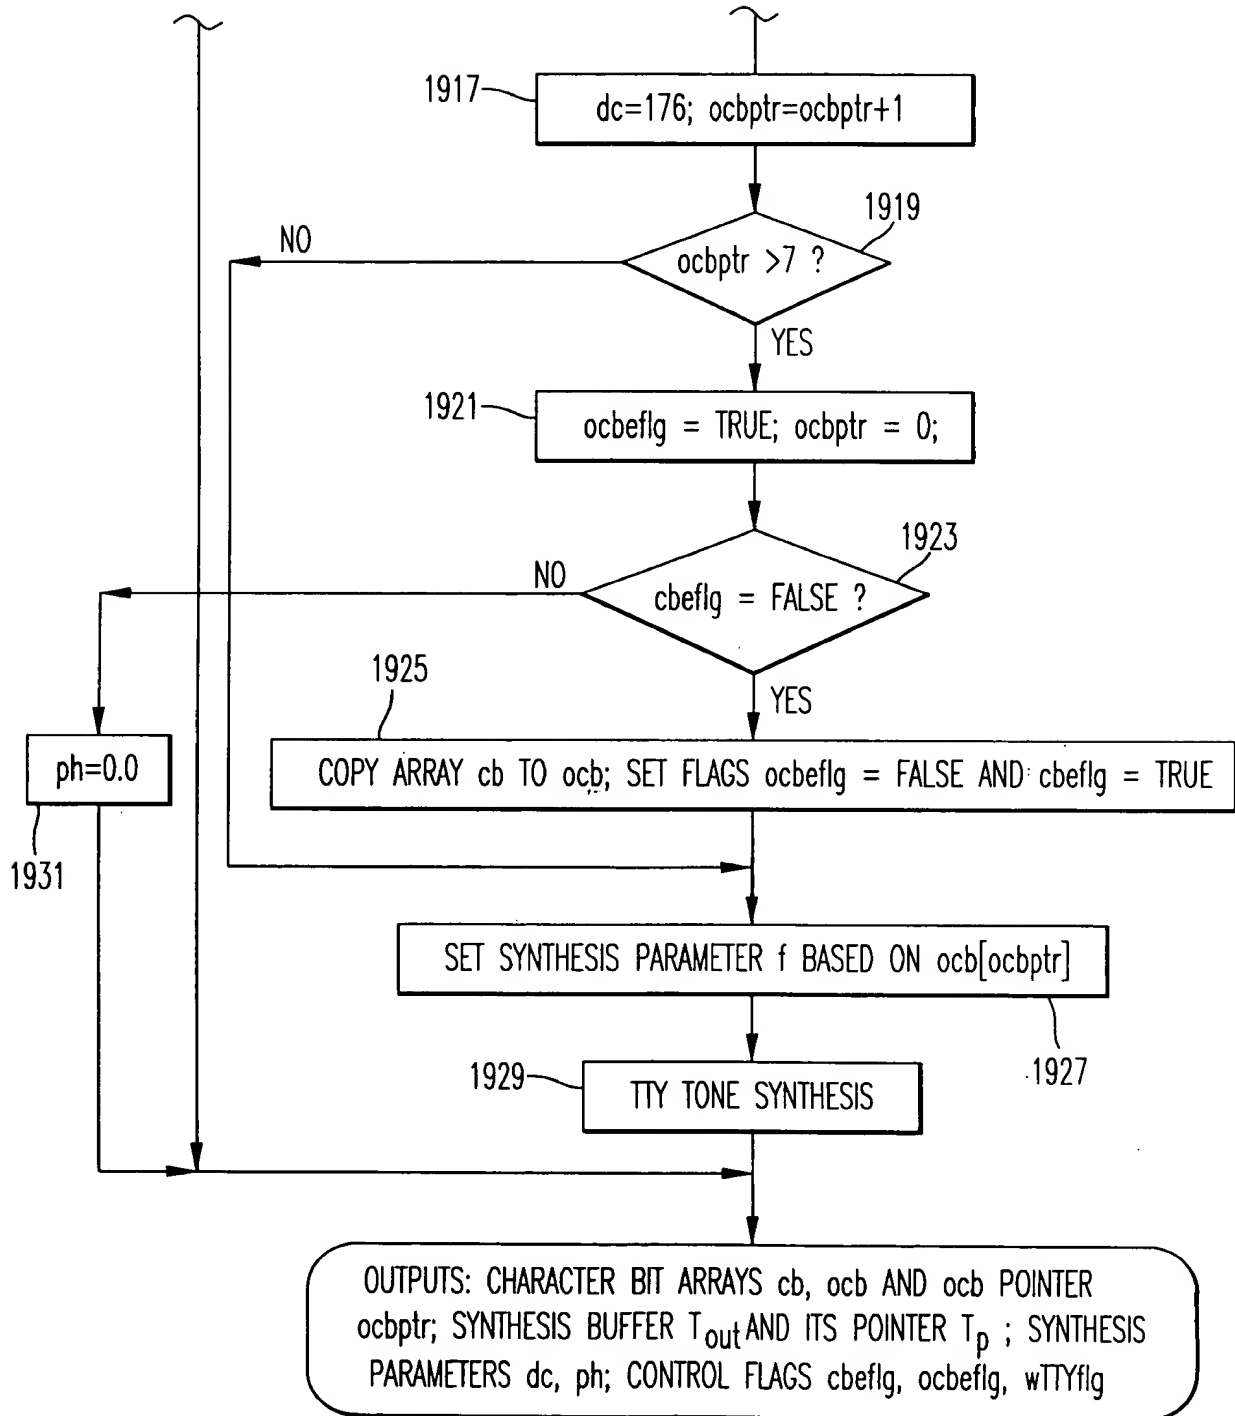 1917
dc=176; ocbptr=ocbptr+1
1919
NO
ocbptr >7 ?
YES
1921
ocbeflg = TRUE; ocbptr = 0;
1923
NO
cbeflg = FALSE ?
1925
YES
ph=0.0
COPY ARRAY cb TO ocb; SET FLAGS ocbeflg = FALSE AND cbeflg = TRUE
1931
SET SYNTHESIS PARAMETER f BASED ON ocb[ocbptr]
1927
1929
TTY TONE SYNTHESIS
OUTPUTS: CHARACTER BIT ARRAYS cb, ocb AND ocb POINTER
ocbptr; SYNTHESIS BUFFER Tout AND ITS POINTER Tp ; SYNTHESIS
PARAMETERS dc, ph; CONTROL FLAGS cbeflg, ocbeflg, wTTYflg